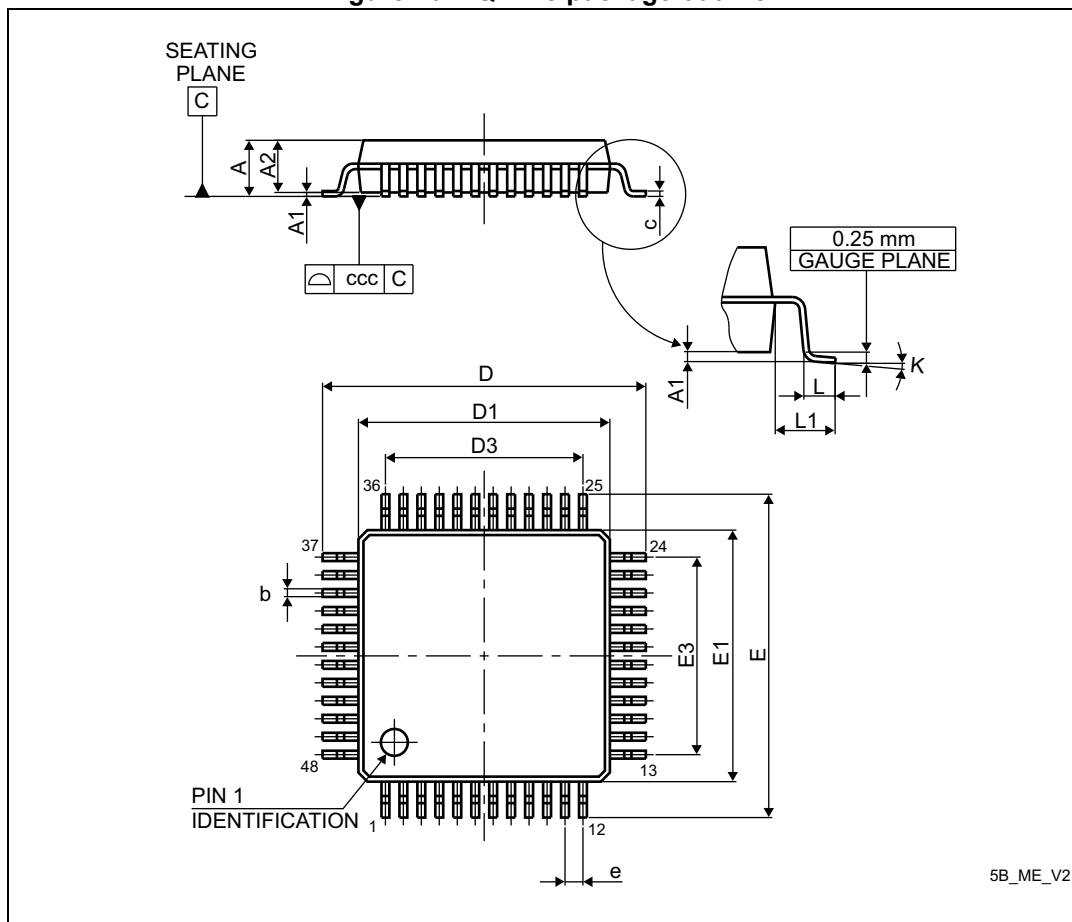 SEATING
PLANE
C
A
A2
A1
c
ccc C
0.25 mm
GAUGE PLANE
A1
K
L
L1
D
D1
D3
36
25
37
24
b
E3
E1
E
48
13
PIN 1
IDENTIFICATION
1
12
e
5B_ME_V2